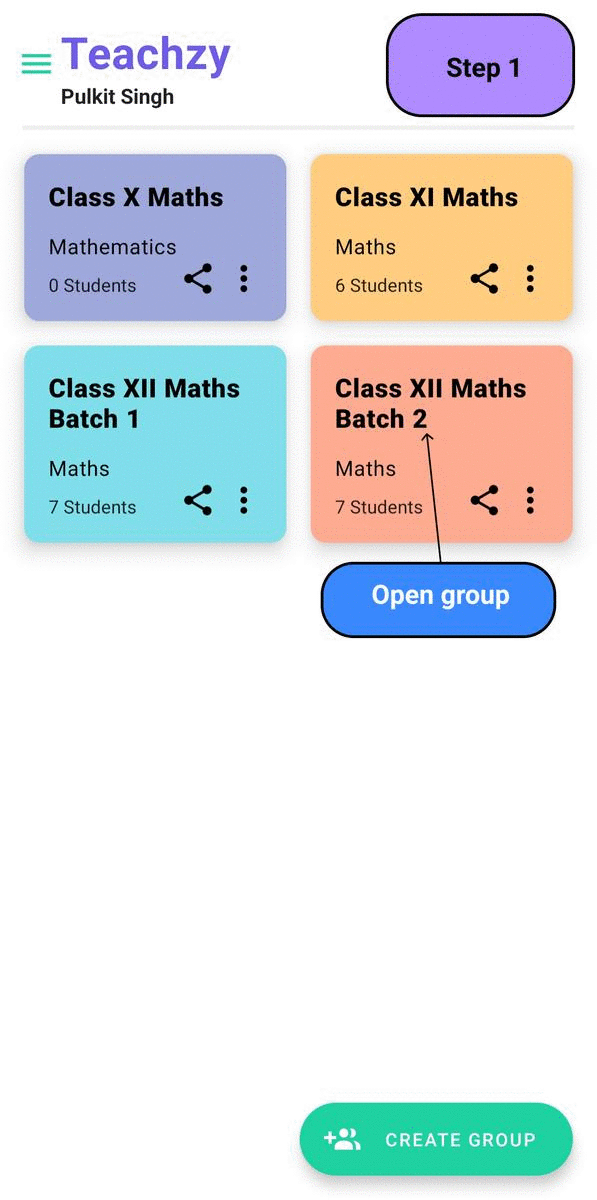 Teachzy
Pulkit Singh
Step 1
Class X Maths
Mathematics
0 Students
Class XI Maths
Maths
6 Students
Class XII Maths
Batch 1
Maths
7 Students
Class XII Maths
Batch 2
Maths
7 Students
Open group
CREATE GROUP